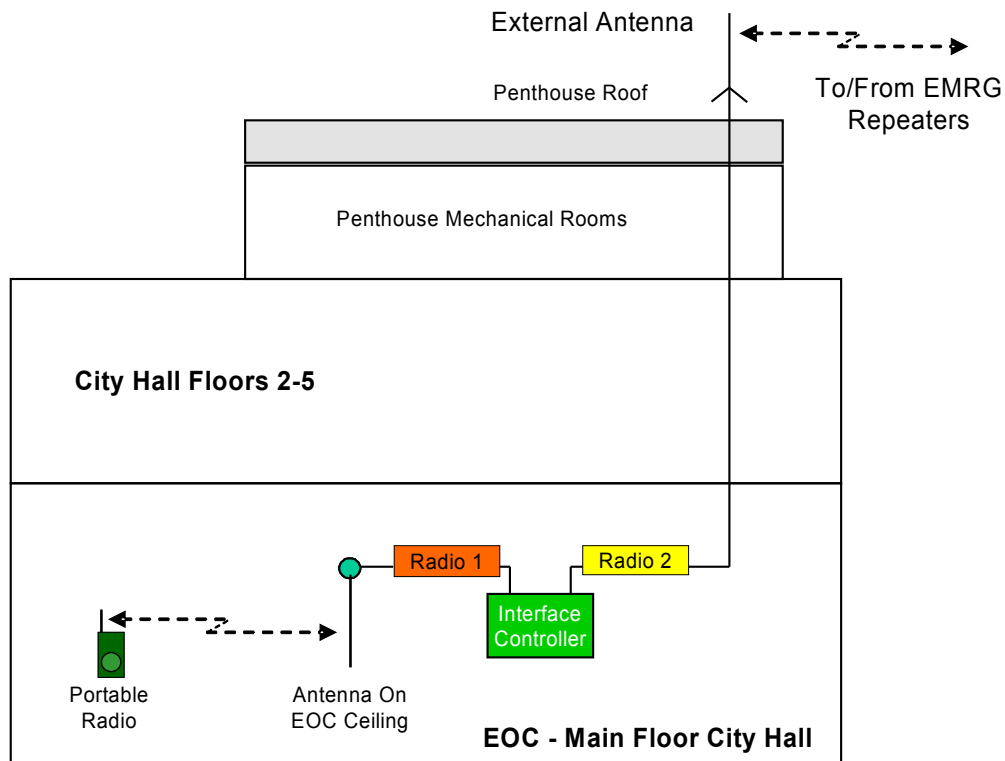 External Antenna
To/From EMRG
Repeaters
Penthouse Roof
Penthouse Mechanical Rooms
City Hall Floors 2-5
Radio 1
Radio 2
Interface
Controller
Portable
Radio
Antenna On
EOC Ceiling
EOC - Main Floor City Hall